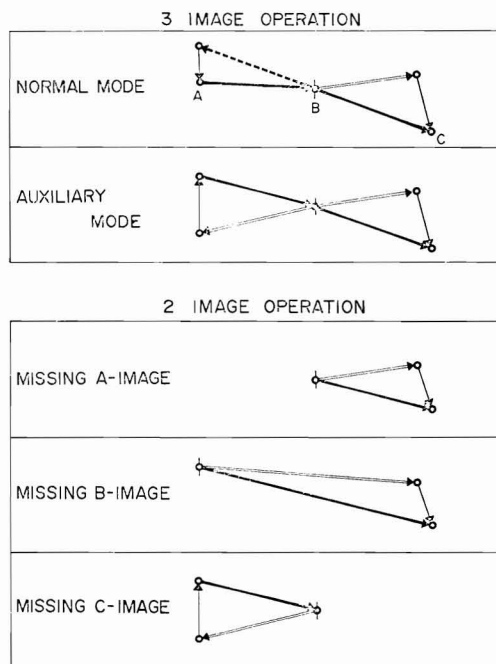 3 IMAGE OPERATION
NORMAL MODE
A
B
C
AUXILIARY
MODE
2 IMAGE OPERATION
MISSING A-IMAGE
MISSING B-IMAGE
MISSING C-IMAGE